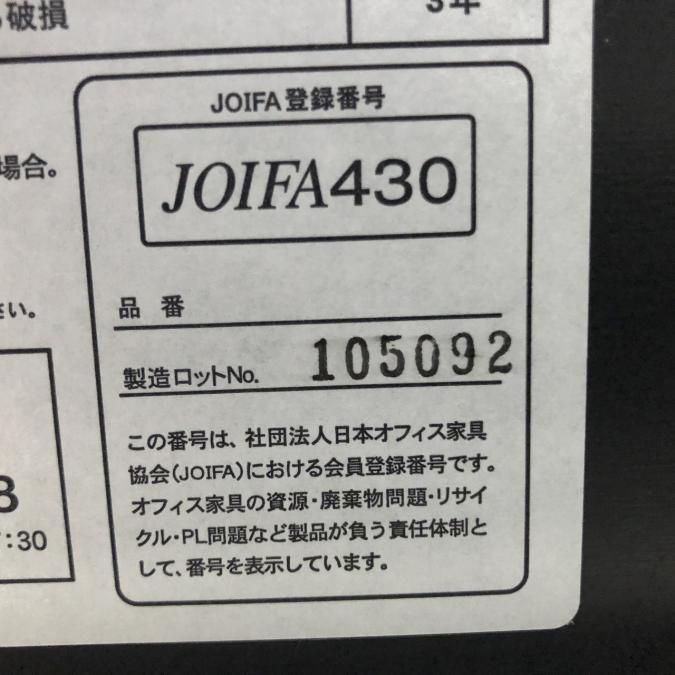 破損
3年
JOIFA登録番号
JOIFA430
場合。
さい。
品 番
製造ロットNo. 105092
この番号は、社団法人日本オフィス家具
協会(JOIFA)における会員登録番号です。
オフィス家具の資源・廃棄物問題・リサイ
クル・PL問題など製品が負う責任体制と
して、番号を表示しています。
:30